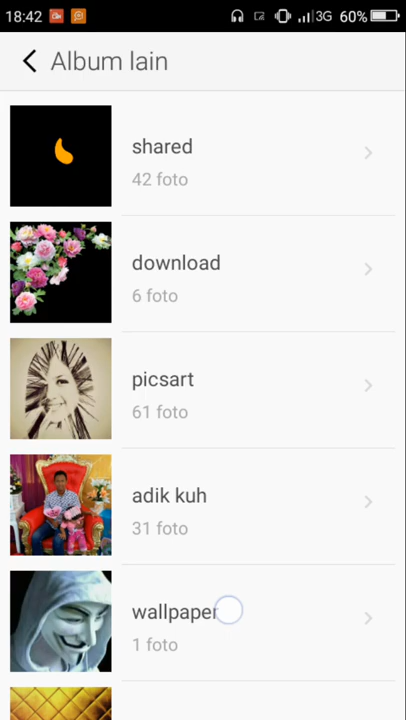 18:42 3G 60%
Album lain
shared
42 foto
download
6 foto
picsart
61 foto
adik kuh
31 foto
wallpaper
1 foto